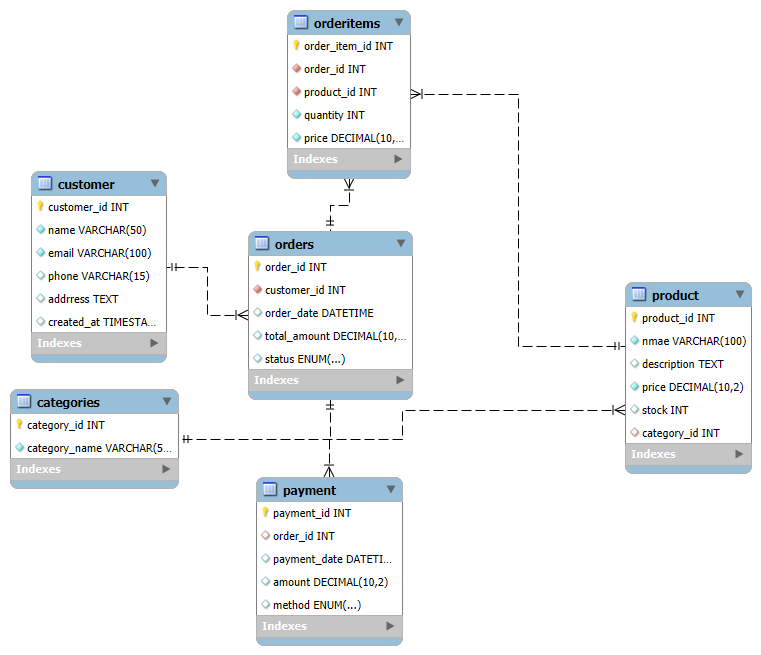 orderitems
order_item_id INT
order_id INT
product_id INT
quantity INT
price DECIMAL(10,...
Indexes
customer
customer_id INT
name VARCHAR(50)
email VARCHAR(100)
phone VARCHAR(15)
addrress TEXT
created_at TIMESTA...
Indexes
orders
order_id INT
customer_id INT
order_date DATETIME
total_amount DECIMAL(10,...
status ENUM(...)
Indexes
product
product_id INT
nmae VARCHAR(100)
description TEXT
price DECIMAL(10,2)
stock INT
category_id INT
Indexes
categories
category_id INT
category_name VARCHAR(5...
Indexes
payment
payment_id INT
order_id INT
payment_date DATETI...
amount DECIMAL(10,2)
method ENUM(...)
Indexes